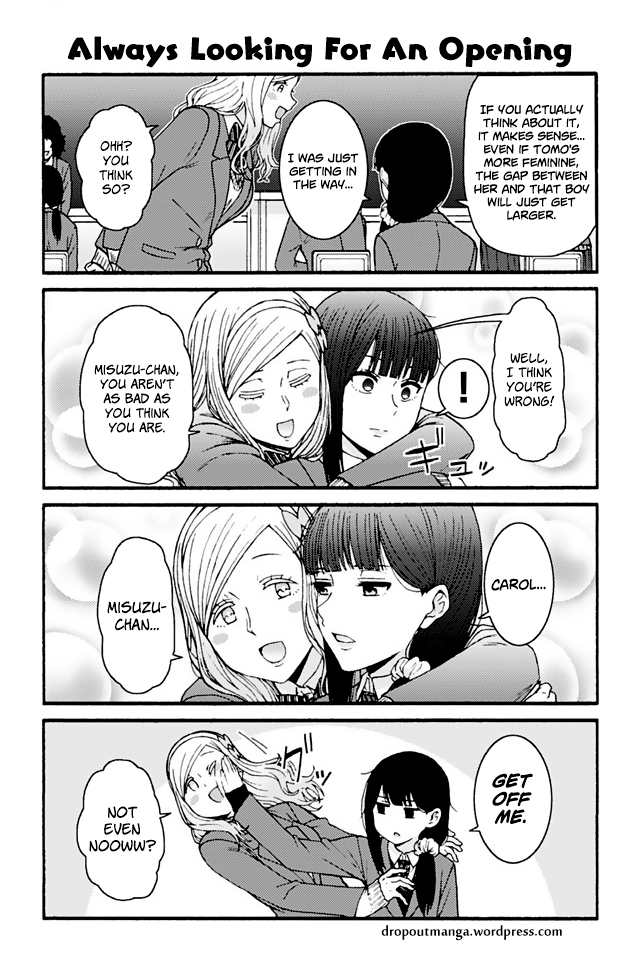 Always Looking For An Opening
IF YOU ACTUALLY
THINK
ABOUT IT,
IT MAKES SENSE...
EVEN IF TOMO'S
MORE FEMININE,
THE GAP BETWEEN
HER AND THAT BOY
WILL JUST GET
LARGER.
I WAS JUST
GETTING IN
THE WAY...
OHH?
YOU
THINK
SO?
WELL,
I THINK
YOU'RE
WRONG!
!
ギュッ
MISUZU-CHAN,
YOU AREN'T
AS BAD AS
YOU THINK
YOU ARE.
CAROL...
MISUZU-
CHAN...
GET
OFF
ME.
グッ
NOT
EVEN
NOOWW?
dropoutmanga.wordpress.com